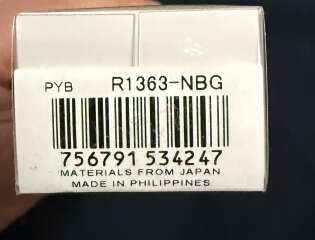 PYB R1363-NBG
756791 534247
MATERIALS FROM JAPAN
MADE IN PHILIPPINES